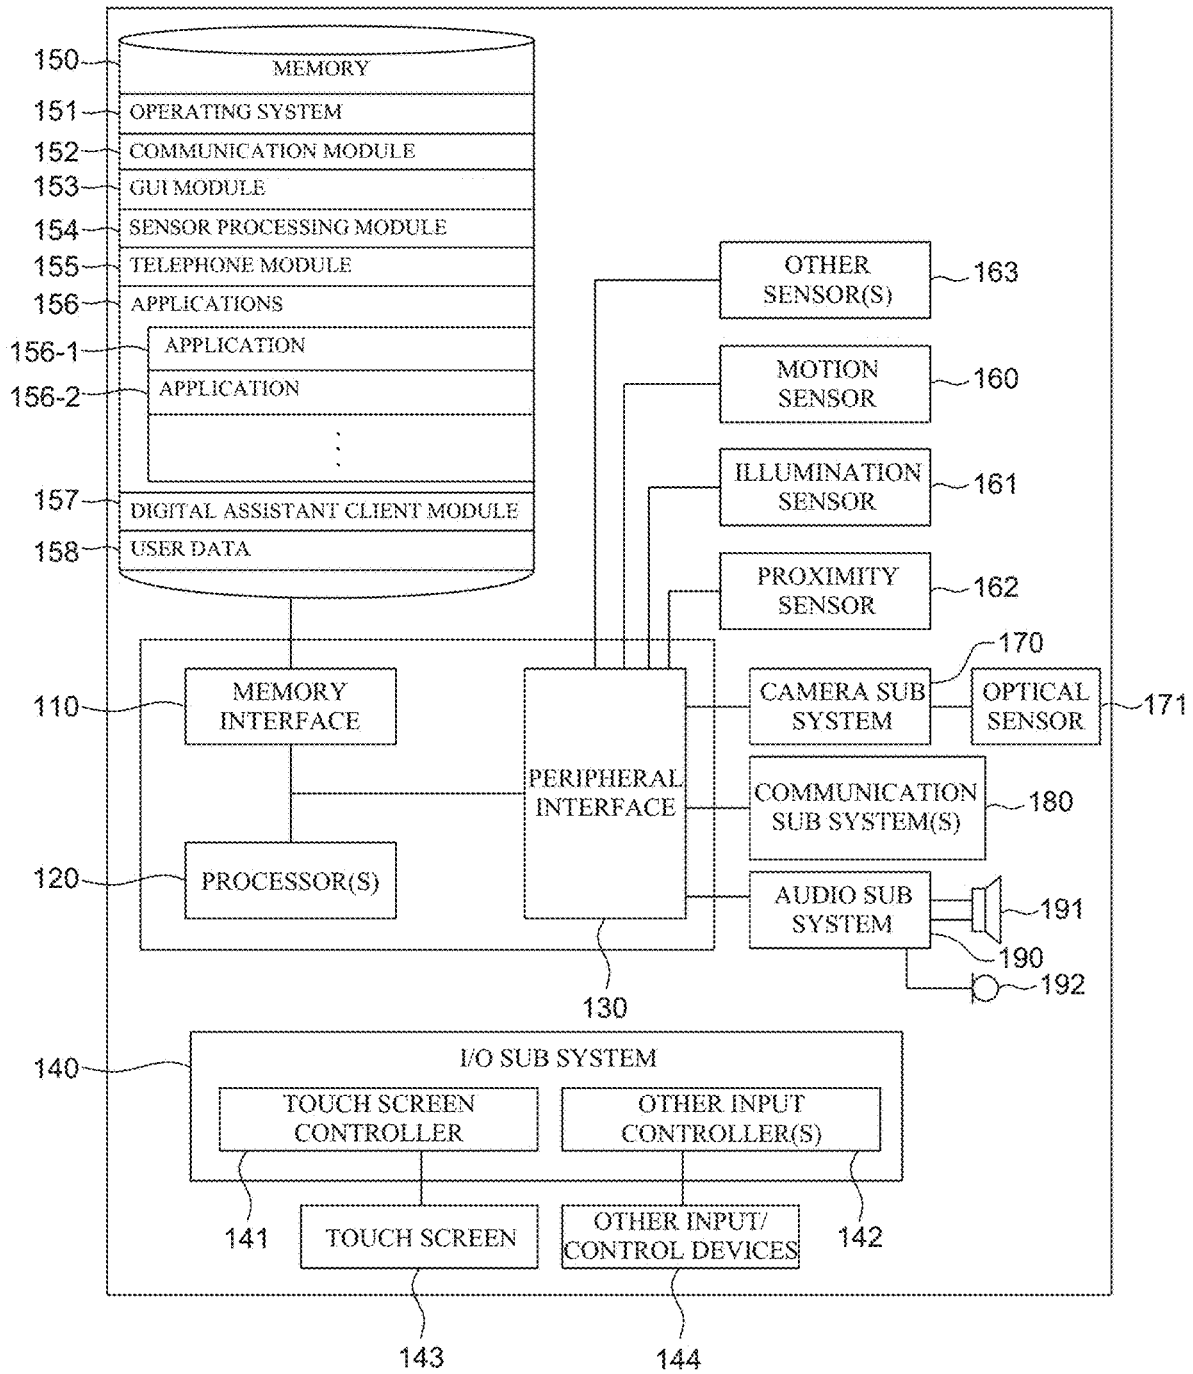 150
MEMORY
151
OPERATING SYSTEM
152
COMMUNICATION MODULE
153
GUI MODULE
154
SENSOR PROCESSING MODULE
155
TELEPHONE MODULE
156
APPLICATIONS
156-1
APPLICATION
156-2
APPLICATION
157
DIGITAL ASSISTANT CLIENT MODULE
158
USER DATA
OTHER
SENSOR(S)
163
MOTION
SENSOR
160
ILLUMINATION
SENSOR
161
PROXIMITY
SENSOR
162
110
MEMORY
INTERFACE
PERIPHERAL
INTERFACE
130
120
PROCESSOR(S)
170
CAMERA SUB
SYSTEM
OPTICAL
SENSOR
171
COMMUNICATION
SUB SYSTEM(S)
180
AUDIO SUB
SYSTEM
191
190
192
140
I/O SUB SYSTEM
TOUCH SCREEN
CONTROLLER
OTHER INPUT
CONTROLLER(S)
141
TOUCH SCREEN
OTHER INPUT/
CONTROL DEVICES
142
143
144